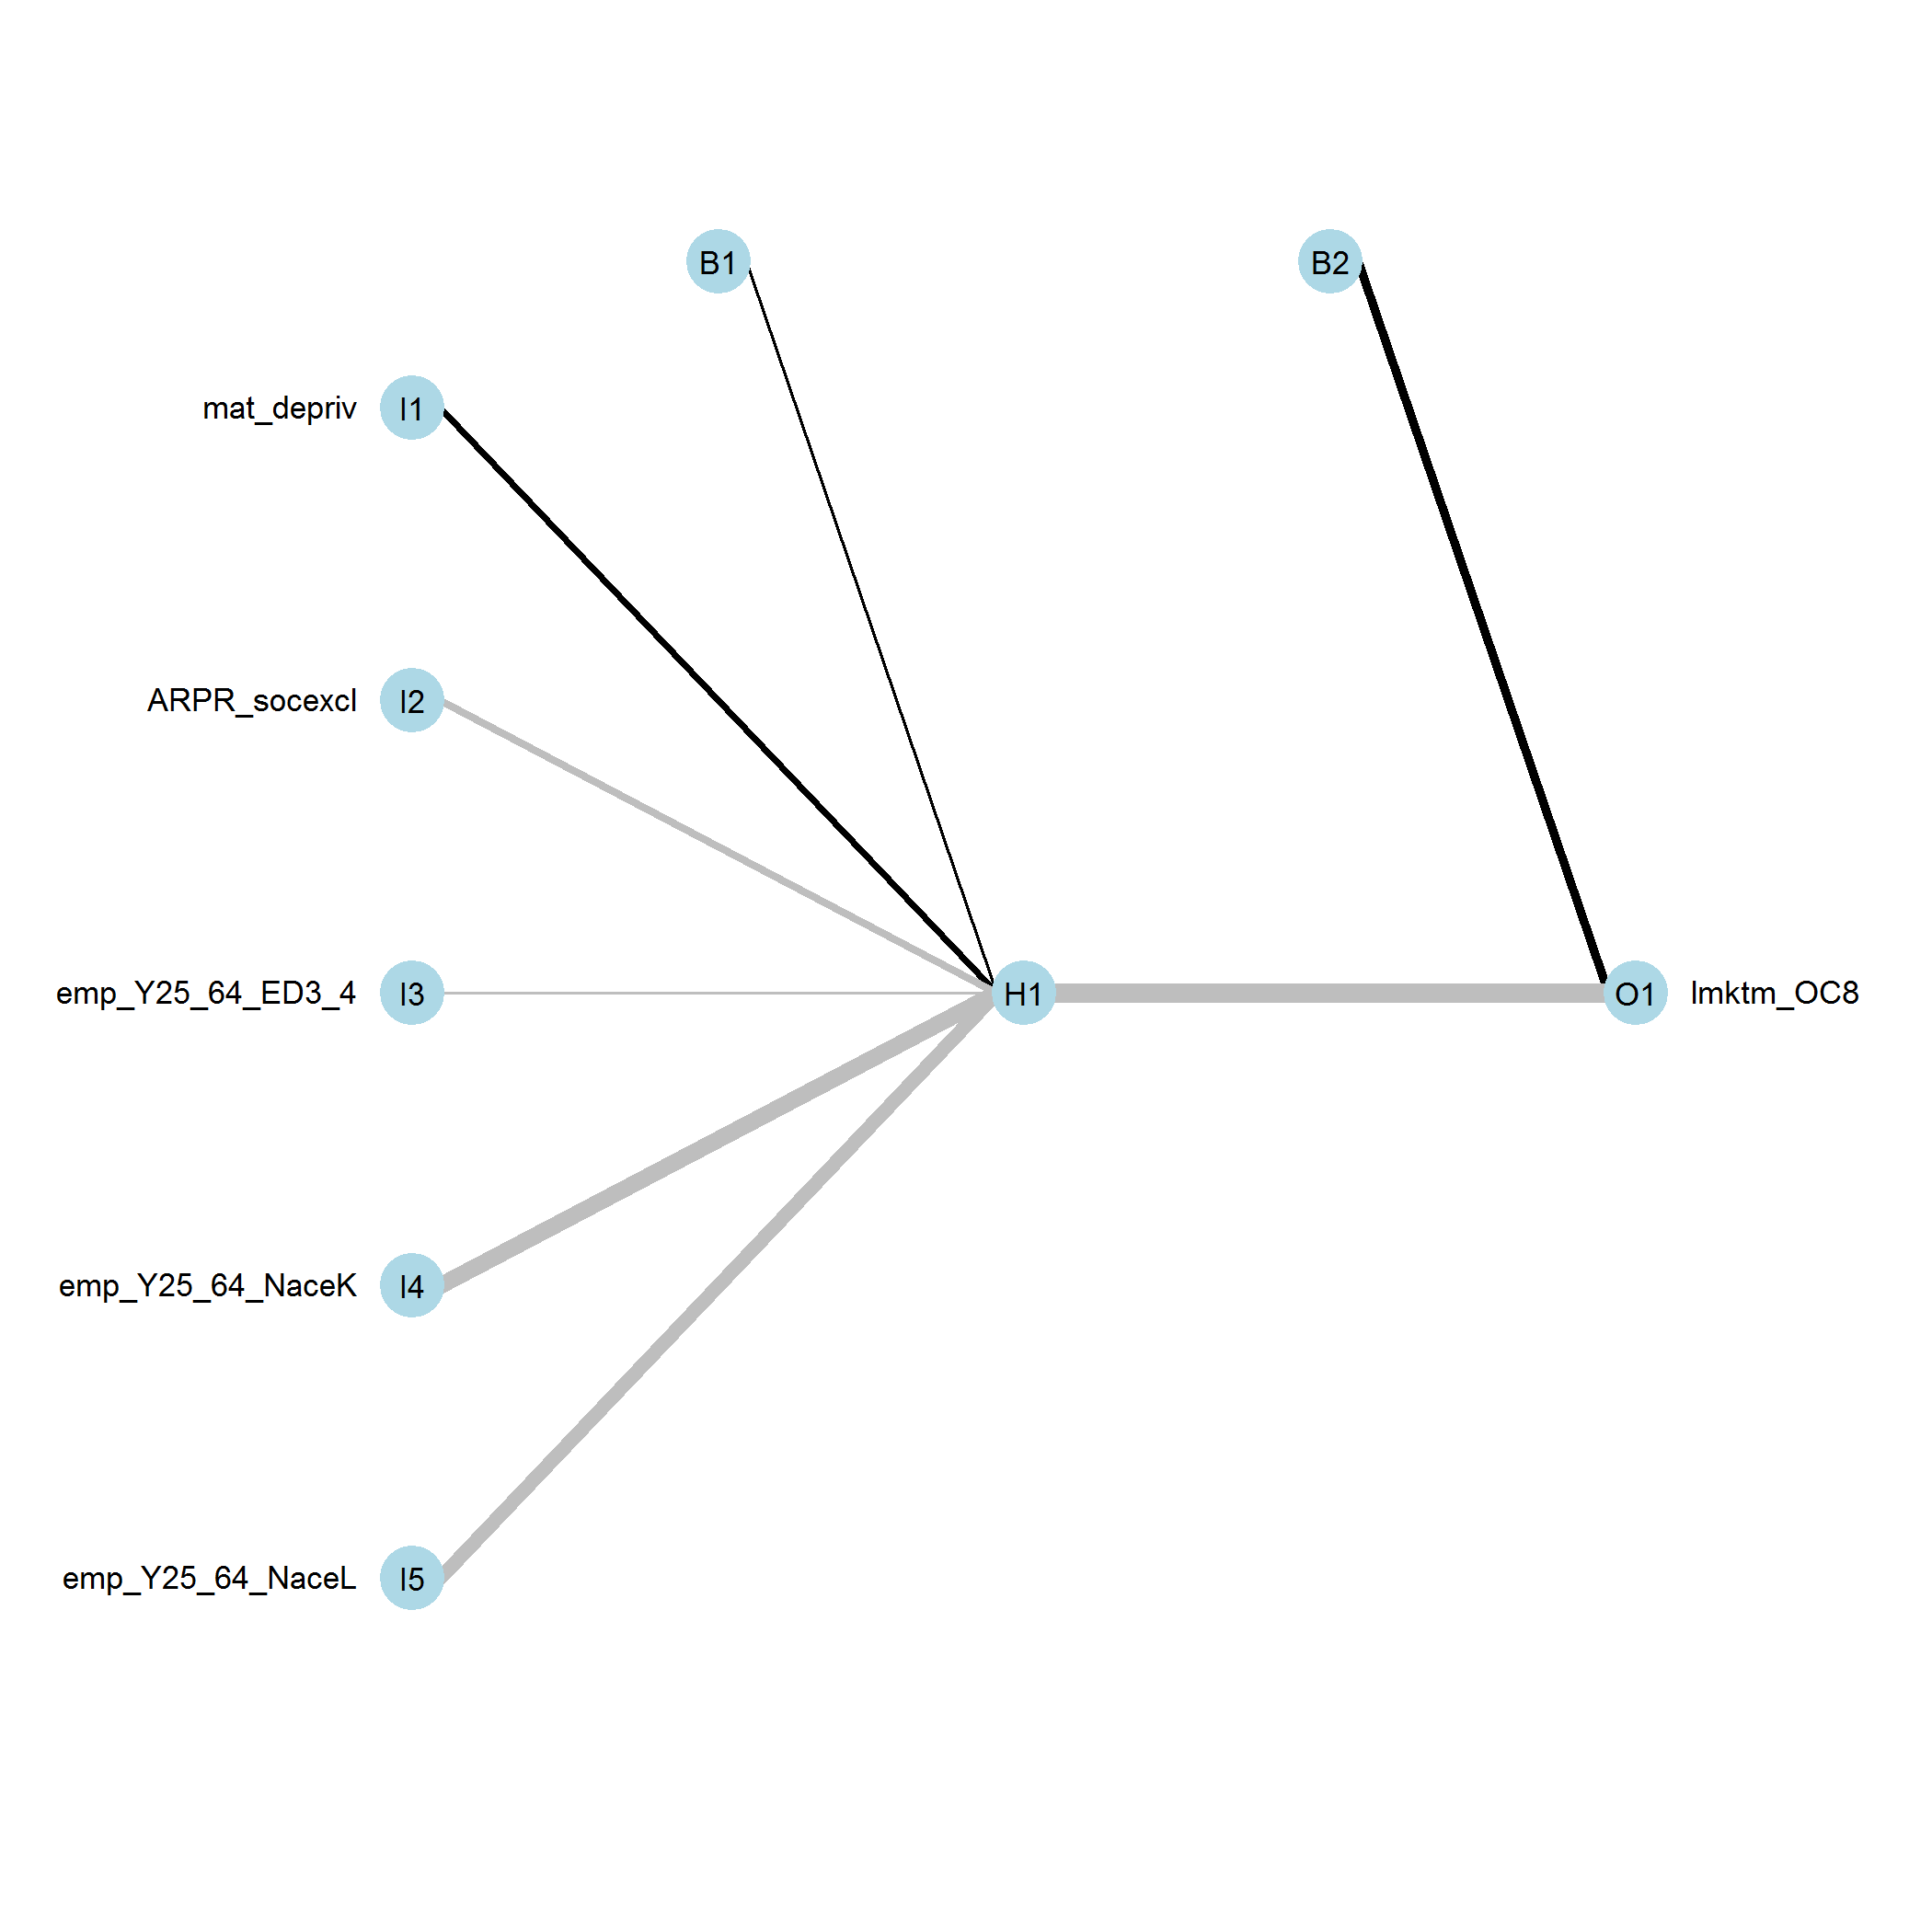 B1 B2
mat_depriv I1
ARPR_socexcl I2
emp_Y25_64_ED3_4 I3 H1 O1 lmktm_OC8
emp_Y25_64_NaceK I4
emp_Y25_64_NaceL I5